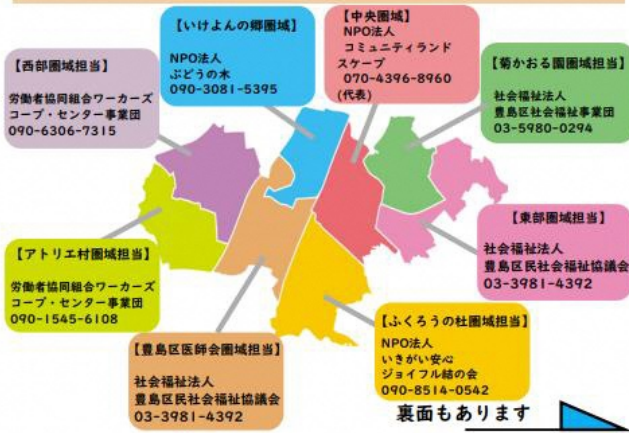 【いけよんの郷圏域】
NPO法人
ぶどうの木
090-3081-5395
【中央圏域】
NPO法人
コミュニティランド
スケープ
070-4396-8960
(代表)
【西部圏域担当】
労働者協同組合ワーカーズ
コープ・センター事業団
090-6306-7315
【菊かおる園圏域担当】
社会福祉法人
豊島区社会福祉事業団
03-5980-0294
【アトリエ村圏域担当】
労働者協同組合ワーカーズ
コープ・センター事業団
090-1545-6108
【東部圏域担当】
社会福祉法人
豊島区民社会福祉協議会
03-3981-4392
【豊島区医師会圏域担当】
社会福祉法人
豊島区民社会福祉協議会
03-3981-4392
【ふくろうの杜圏域担当】
NPO法人
いきがい安心
ジョイフル結の会
090-8514-0542
裏面もあります